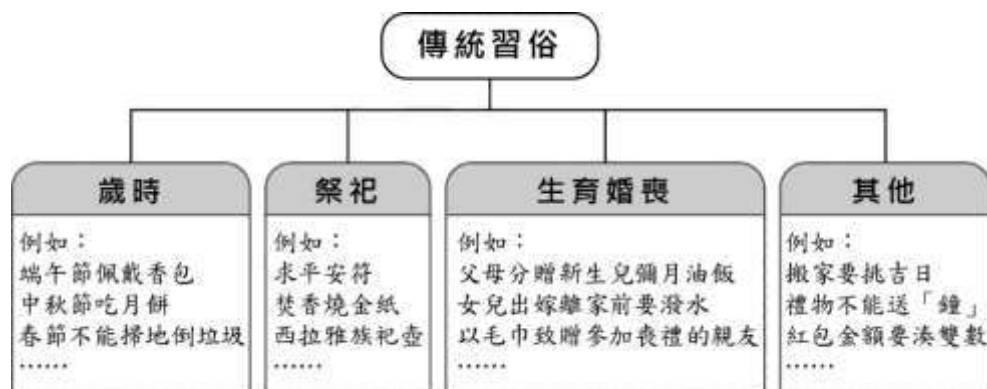 傳統習俗
歲時
例如：
端午節佩戴香包
中秋節吃月餅
春節不能掃地倒垃圾
……
祭祀
例如：
求平安符
焚香燒金紙
西拉雅族祀壺
……
生育婚喪
例如：
父母分贈新生兒彌月油飯
女兒出嫁離家前要潑水
以毛巾致贈參加喪禮的親友
……
其他
例如：
搬家要挑吉日
禮物不能送「鐘」
紅包金額要湊雙數
……